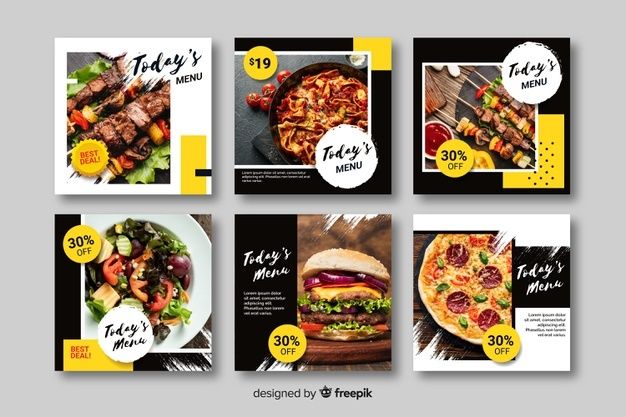 Today's
MENU
BEST
DEAL!
$19
Today's
MENU
Today's
MENU
30%
OFF
30%
OFF
Today's
Menu
BEST
DEAL!
Today's
Menu
30%
OFF
Today's
Menu
30%
OFF
designed by freepik